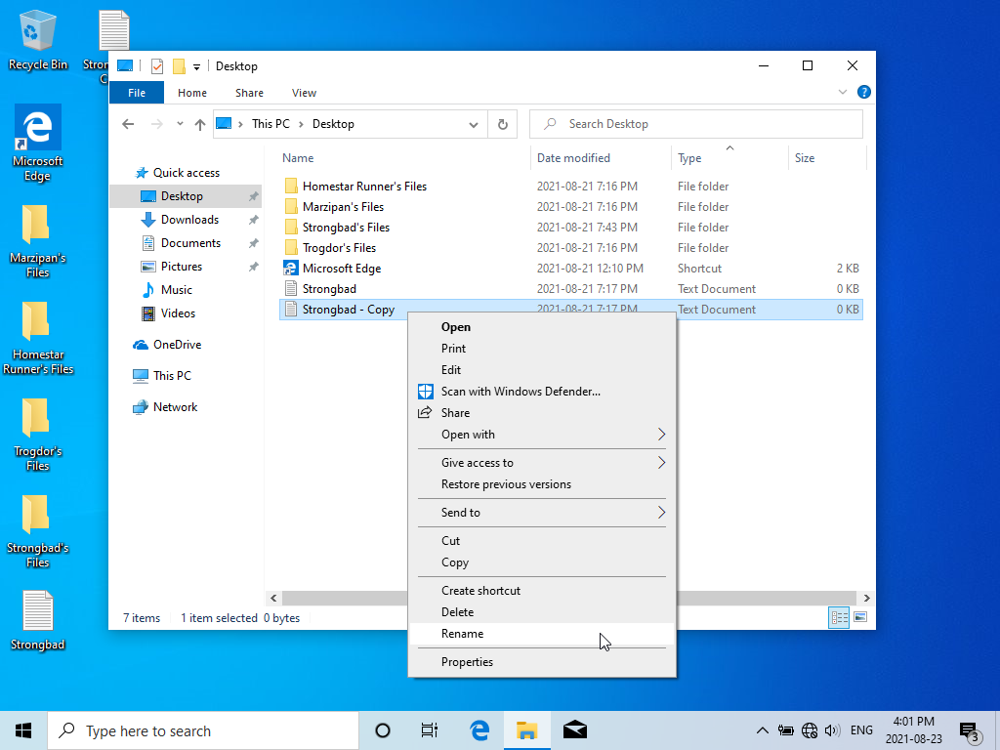 Recycle Bin
Stron
C
Microsoft
Edge
Marzipan's
Files
Homestar
Runner's Files
Trogdor's
Files
Strongbad's
Files
Strongbad
Desktop
File
Home
Share
View
?
This PC
Desktop
Search Desktop
Quick access
Desktop
Downloads
Documents
Pictures
Music
Videos
OneDrive
This PC
Network
Name Date modified Type Size
Homestar Runner's Files 2021-08-21 7:16 PM File folder
Marzipan's Files 2021-08-21 7:16 PM File folder
Strongbad's Files 2021-08-21 7:43 PM File folder
Trogdor's Files 2021-08-21 7:16 PM File folder
Microsoft Edge 2021-08-21 12:10 PM Shortcut 2 KB
Strongbad 2021-08-21 7:17 PM Text Document 0 KB
Strongbad - Copy 2021-08-21 7:17 PM Text Document 0 KB
Open
Print
Edit
Scan with Windows Defender...
Share
Open with
Give access to
Restore previous versions
Send to
Cut
Copy
Create shortcut
Delete
Rename
Properties
7 items 1 item selected 0 bytes
Type here to search
ENG
4:01 PM
2021-08-23
3